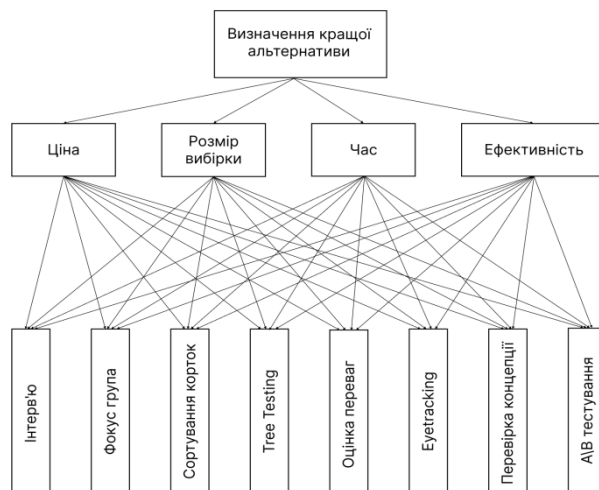 Визначення кращої
альтернативи
Ціна
Розмір
вибірки
Час
Ефективність
Інтерв'ю
Фокус група
Сортування корток
Tree Testing
Оцінка переваг
Eyetracking
Перевірка концепції
A\B тестування